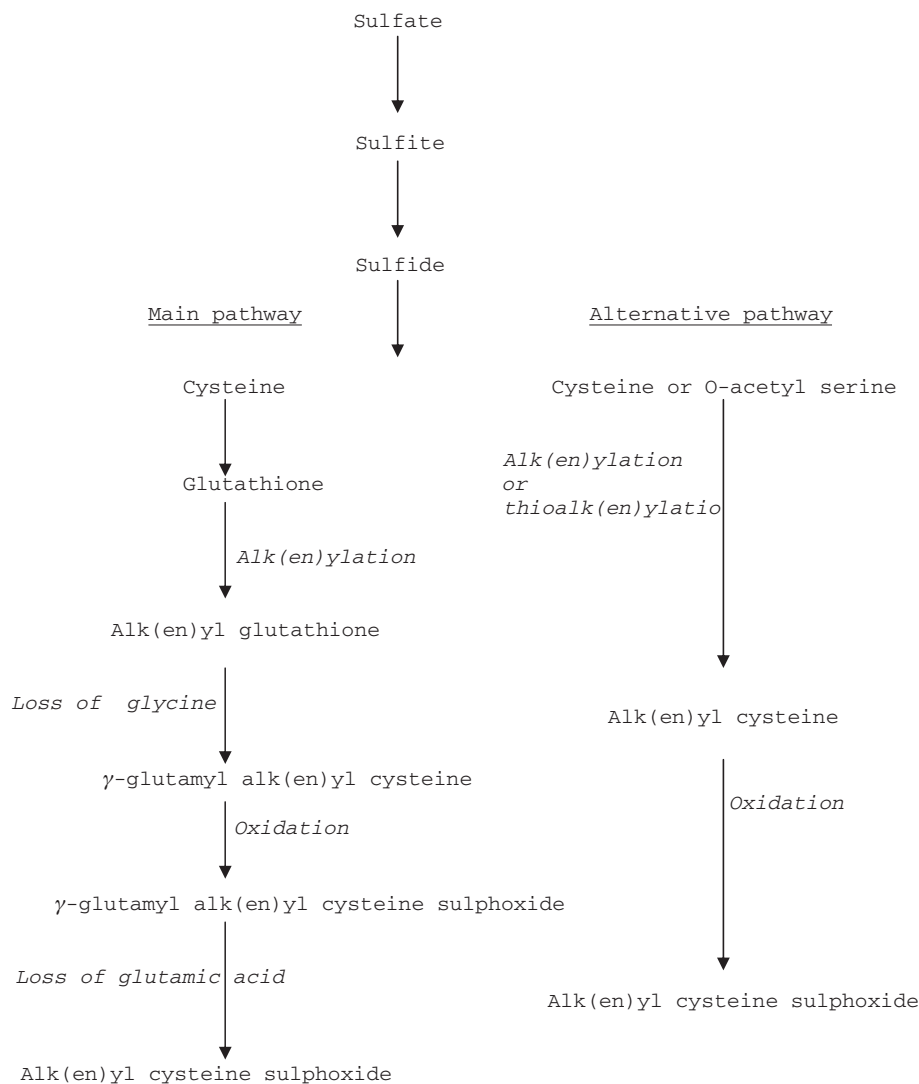 Sulfate
Sulfite
Sulfide
Main pathway
Cysteine
Glutathione
Alk(en)ylation
Alk(en)yl glutathione
Loss of glycine
γ-glutamyl alk(en)yl cysteine
Oxidation
γ-glutamyl alk(en)yl cysteine sulphoxide
Loss of glutamic acid
Alk(en)yl cysteine sulphoxide
Alternative pathway
Cysteine or O-acetyl serine
Alk(en)ylation
or
thioalk(en)ylatio
Alk(en)yl cysteine
Oxidation
Alk(en)yl cysteine sulphoxide